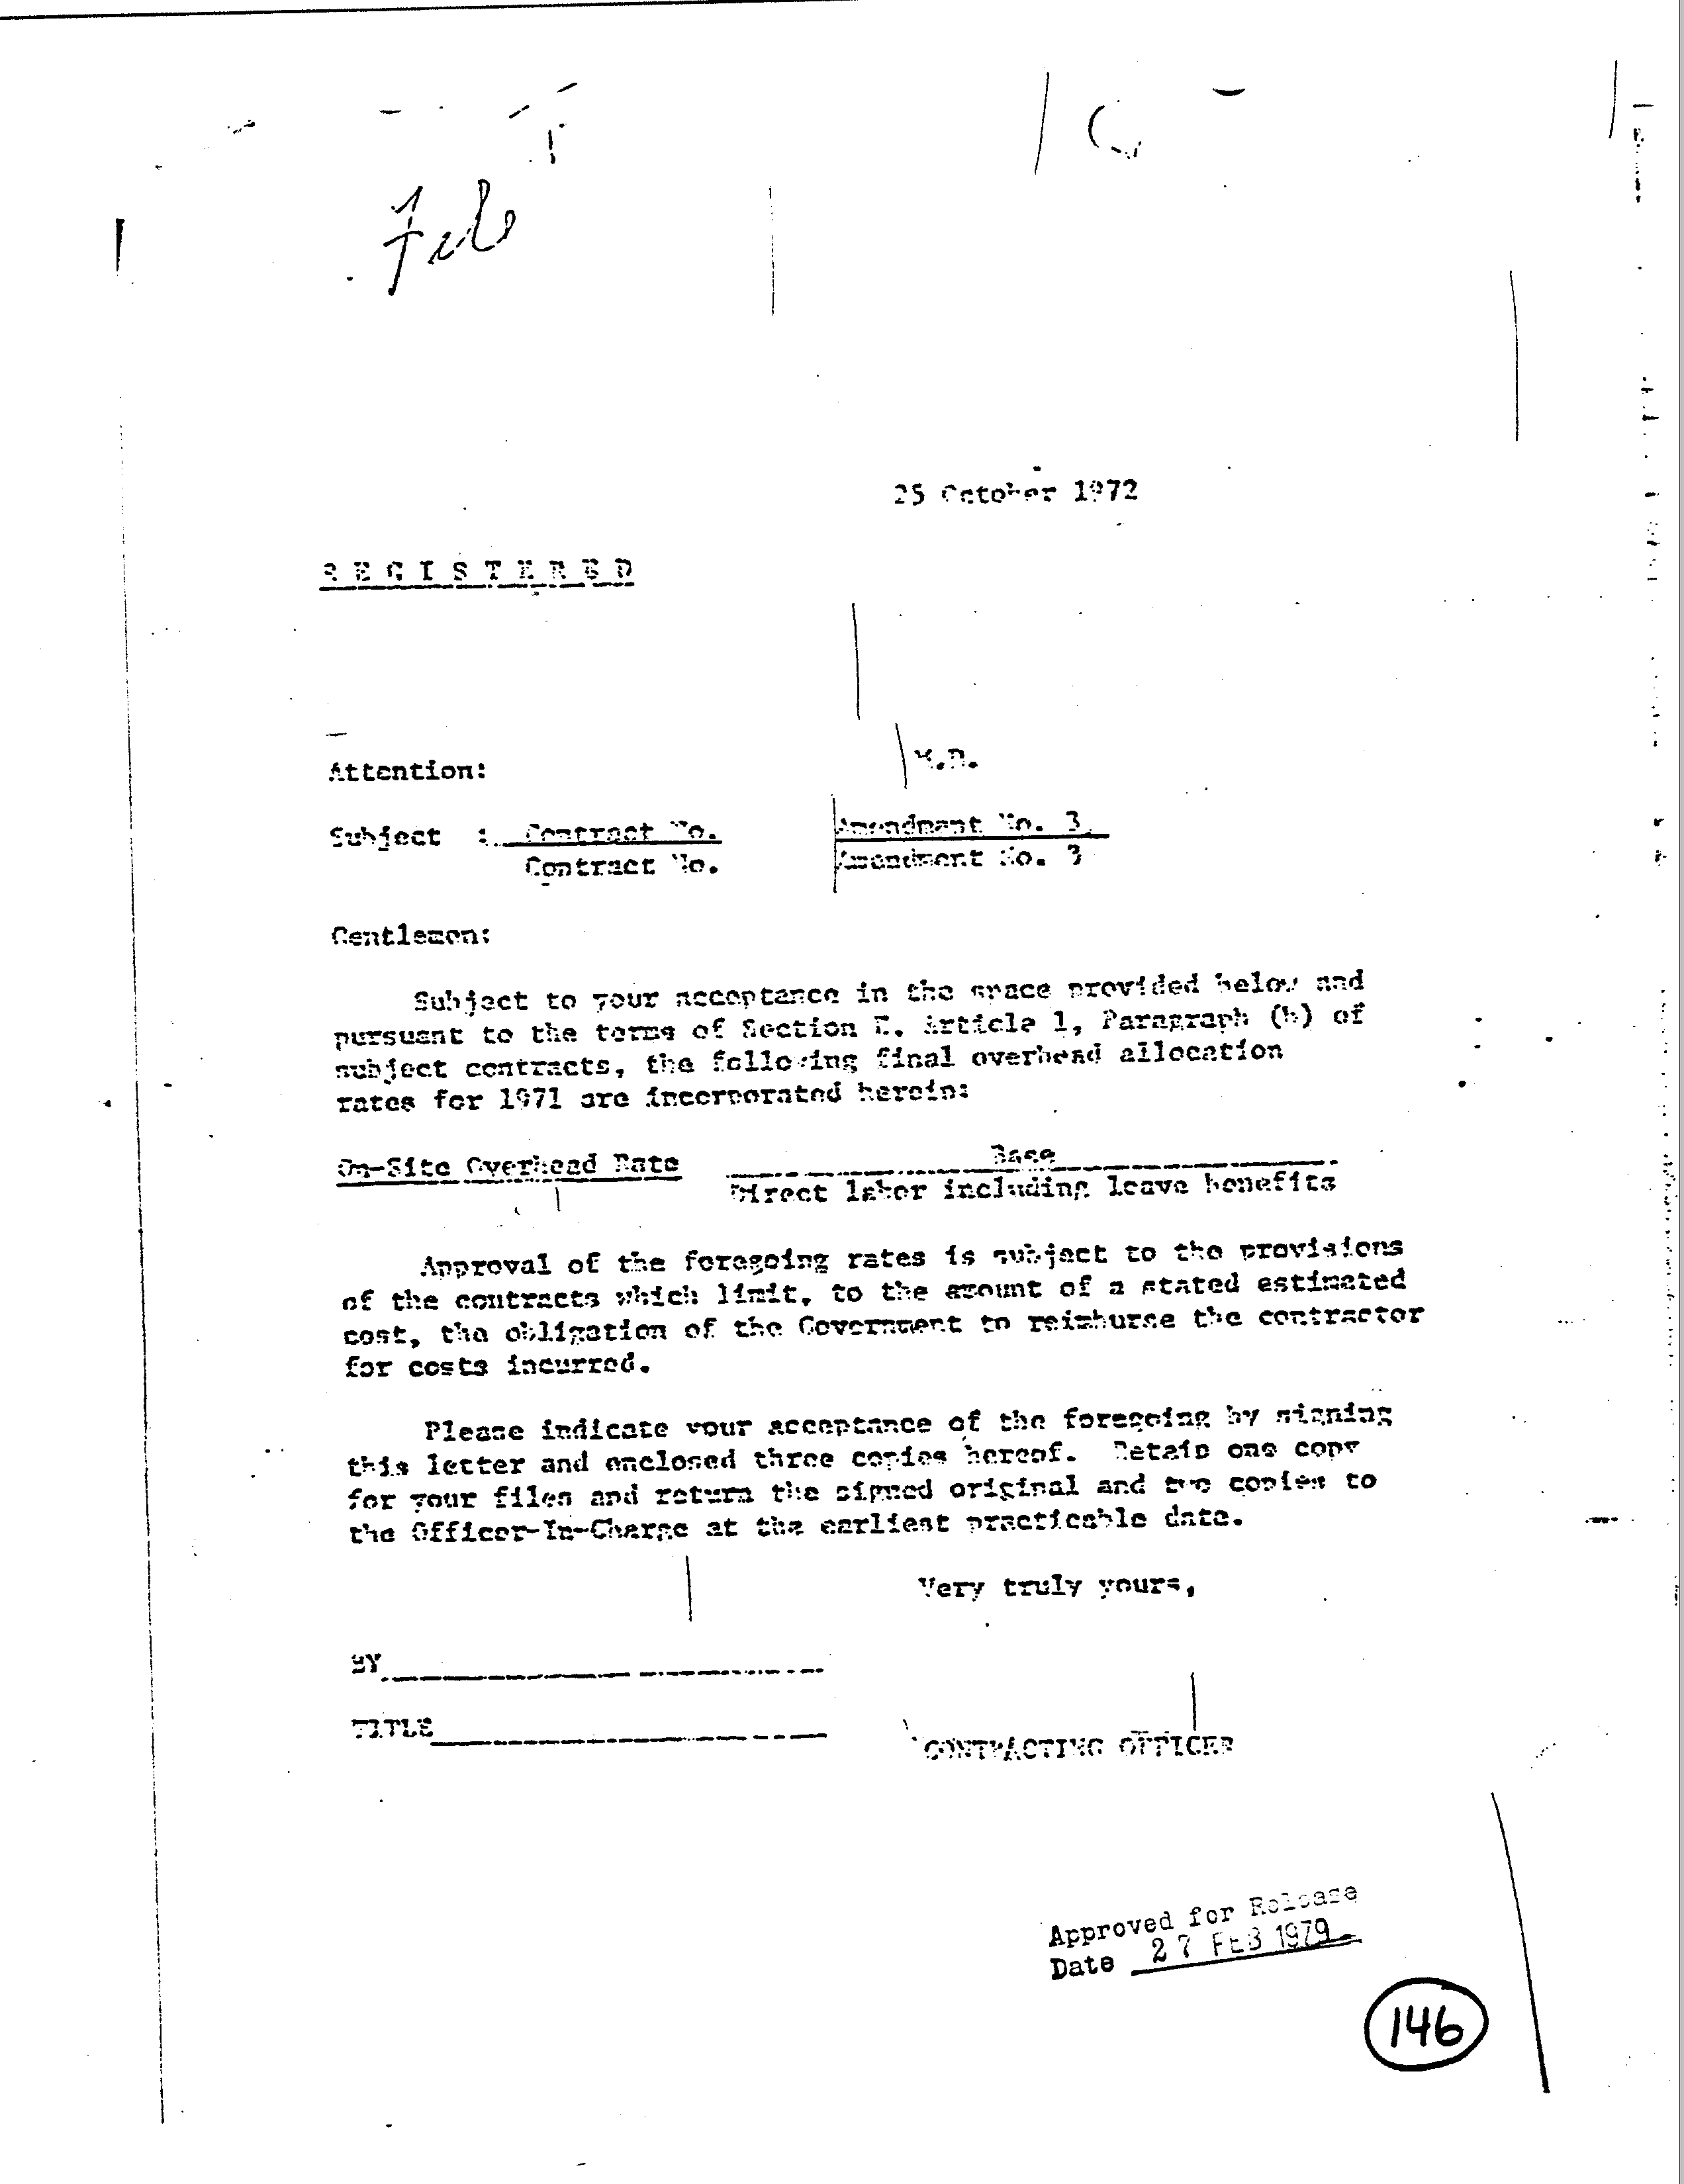 File
25 October 1972
R E G I S T E R E D
Attention: M.D.
Subject : Contract No. Amendment No. 3
Contract No. Amendment No. 3
Gentlemen:
Subject to your acceptance in the space provided below and
pursuant to the terms of Section E. Article 1, Paragraph (b) of
subject contracts, the following final overhead allocation
rates for 1971 are incorporated herein:
On-Site Overhead Rate Base
Direct labor including leave benefits
Approval of the foregoing rates is subject to the provisions
of the contracts which limit, to the amount of a stated estimated
cost, the obligation of the Government to reimburse the contractor
for costs incurred.
Please indicate your acceptance of the foregoing by signing
this letter and enclosed three copies hereof. Retain one copy
for your files and return the signed original and two copies to
the Officer-In-Charge at the earliest practicable date.
Very truly yours,
BY
TITLE
CONTRACTING OFFICER
Approved for Release
Date 27 FEB 1979
146